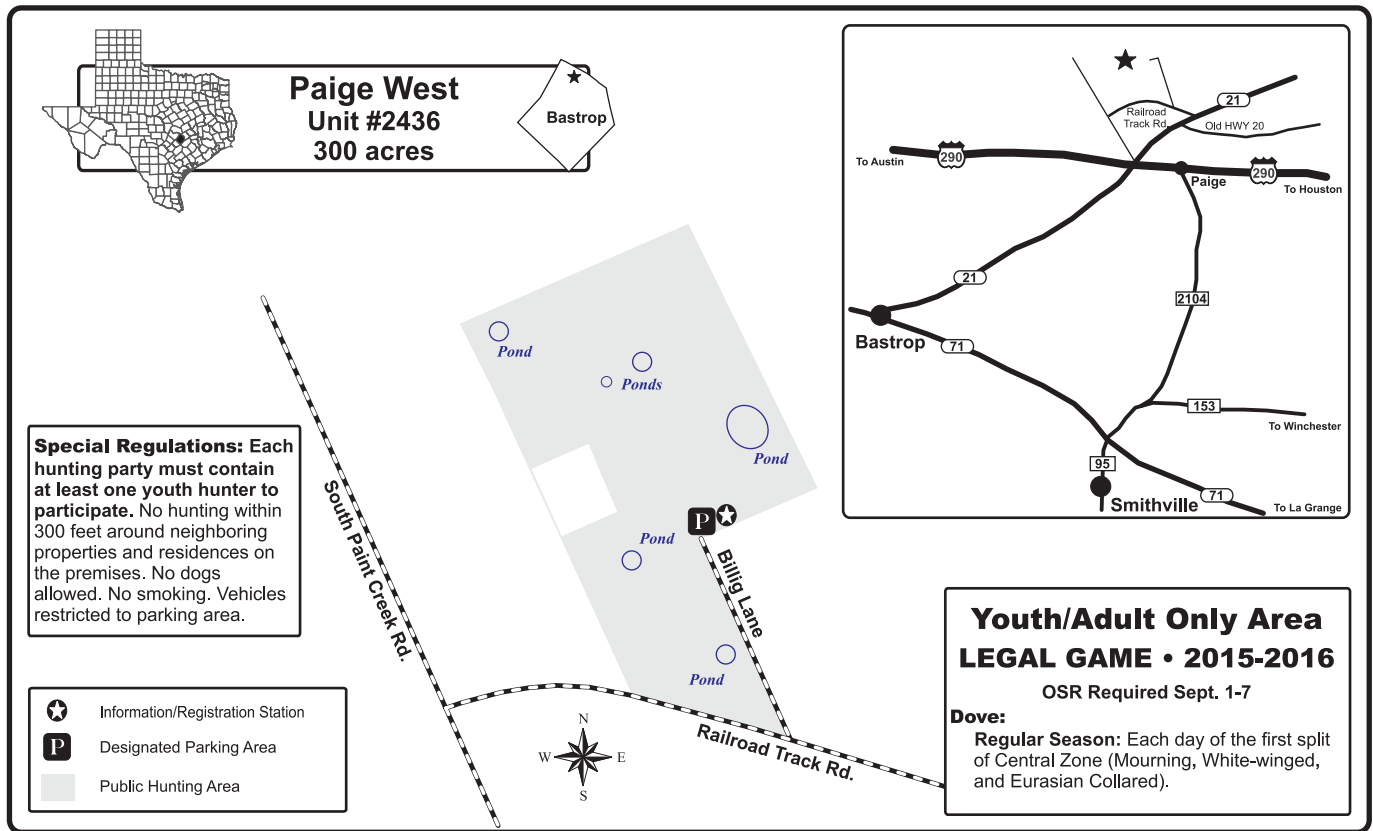 Paige West
Unit #2436
300 acres
Bastrop
21
Railroad
Track Rd.
Old HWY 20
To Austin
290
Paige
290
To Houston
21
2104
Bastrop
71
153
To Winchester
95
Smithville
71
To La Grange
Pond
Ponds
Pond
Pond
Pond
P
Billig Lane
South Paint Creek Rd.
Railroad Track Rd.
N
W
E
S
Special Regulations: Each
hunting party must contain
at least one youth hunter to
participate. No hunting within
300 feet around neighboring
properties and residences on
the premises. No dogs
allowed. No smoking. Vehicles
restricted to parking area.
Information/Registration Station
P
Designated Parking Area
Public Hunting Area
Youth/Adult Only Area
LEGAL GAME • 2015-2016
OSR Required Sept. 1-7
Dove:
Regular Season: Each day of the first split
of Central Zone (Mourning, White-winged,
and Eurasian Collared).